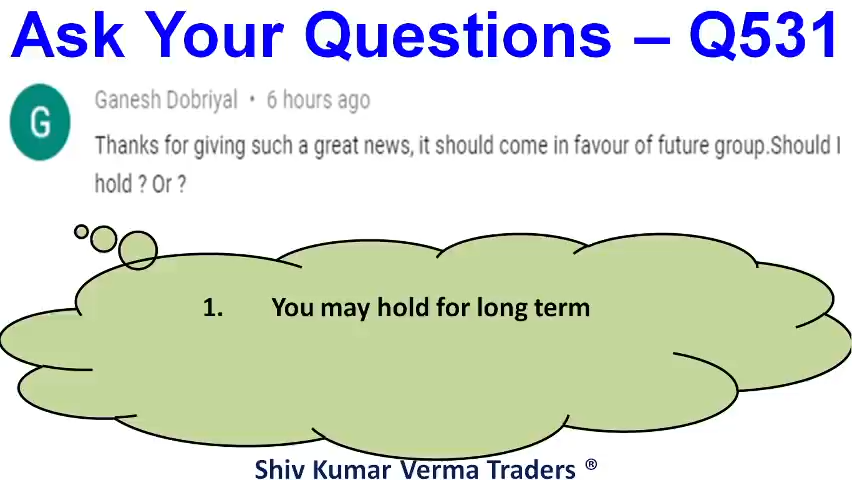 Ask Your Questions – Q531
G
Ganesh Dobriyal • 6 hours ago
Thanks for giving such a great news, it should come in favour of future group.Should I
hold ? Or ?
1. You may hold for long term
Shiv Kumar Verma Traders ®